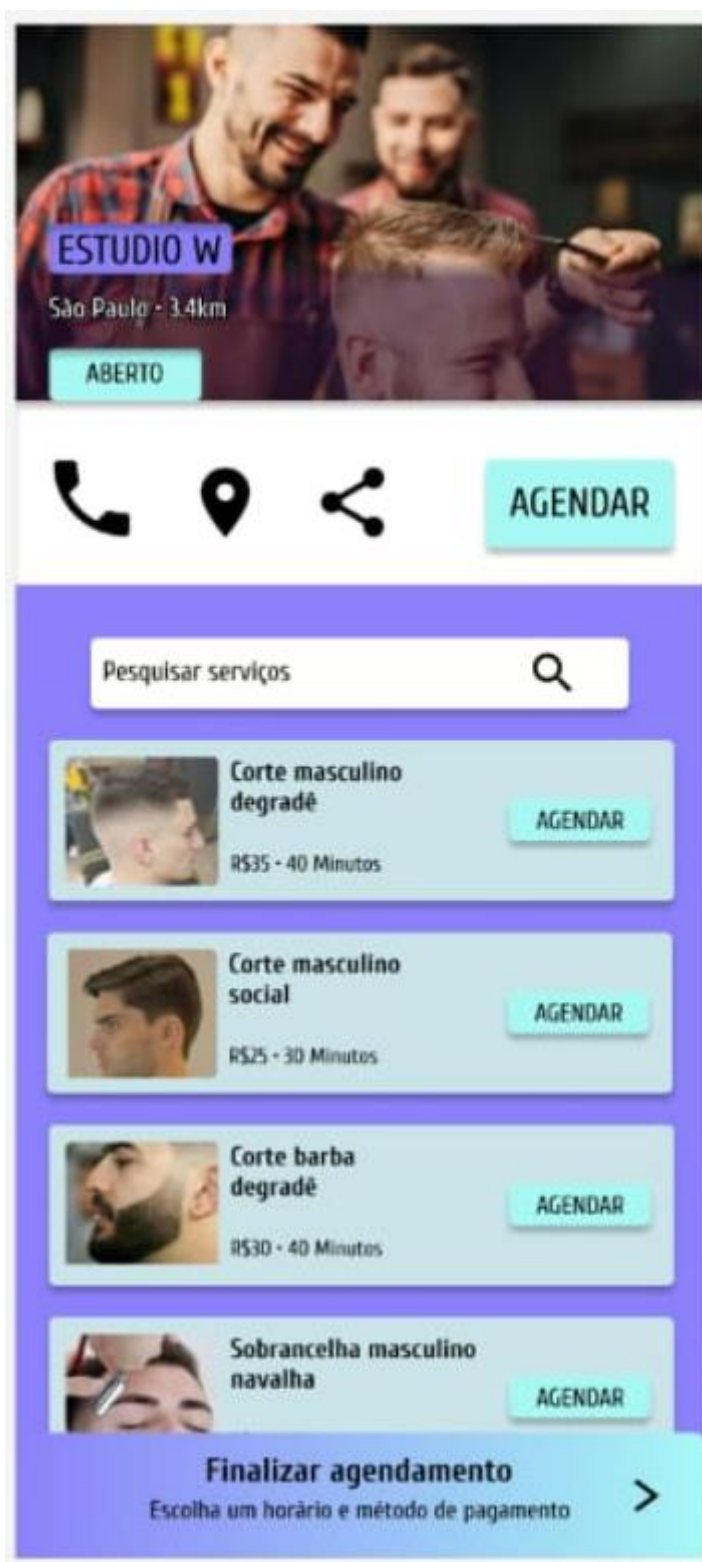 ESTUDIO W
São Paulo • 3.4km
ABERTO
AGENDAR
Pesquisar serviços
Corte masculino
degradê
R$35 • 40 Minutos
AGENDAR
Corte masculino
social
R$25 • 30 Minutos
AGENDAR
Corte barba
degradê
R$30 • 40 Minutos
AGENDAR
Sobrancelha masculino
navalha
AGENDAR
Finalizar agendamento
Escolha um horàrio e mètodo de pagamento